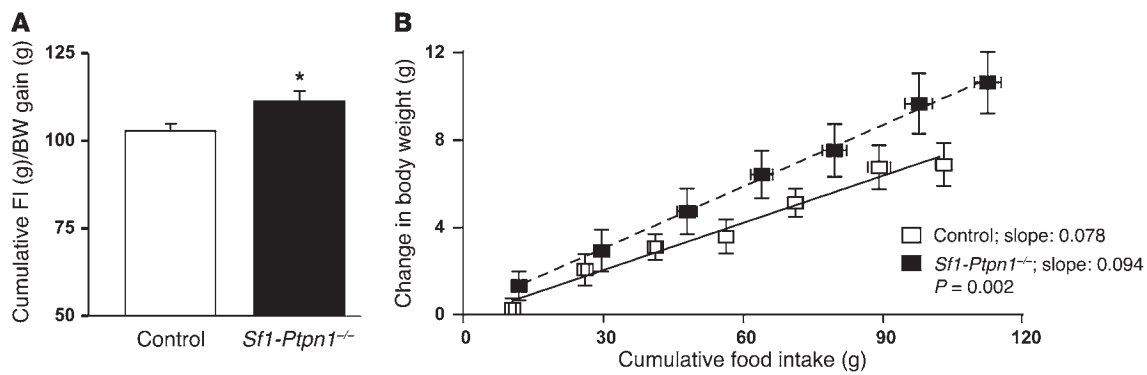 A
B
Cumulative FI (g)/BW gain (g)
125
100
75
50
*
Control
Sf1-Ptpn1–/–
Change in body weight (g)
12
8
4
0
Control; slope: 0.078
Sf1-Ptpn1–/–; slope: 0.094
P = 0.002
0
30
60
90
120
Cumulative food intake (g)